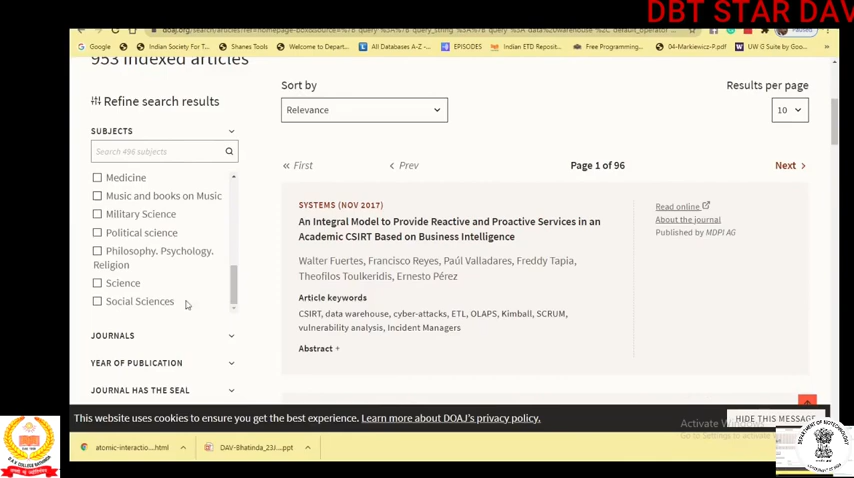 DBT STAR DAV
Google
Indian Society For T...
Shanes Tools
Welcome to Depart...
All Databases A-Z -...
EPISODES
Indian ETD Reposit...
Free Programming...
04-Markiewicz-P.pdf
UW G Suite by Goo...
953 indexed articles
Refine search results
Sort by
Results per page
SUBJECTS
Relevance
10
Search 496 subjects
« First
Prev
Page 1 of 96
Next
Medicine
Music and books on Music
Military Science
Political science
Philosophy. Psychology.
Religion
Science
Social Sciences
SYSTEMS (NOV 2017)
An Integral Model to Provide Reactive and Proactive Services in an
Academic CSIRT Based on Business Intelligence
Walter Fuertes, Francisco Reyes, Paúl Valladares, Freddy Tapia,
Theofilos Toulkeridis, Ernesto Pérez
Article keywords
CSIRT, data warehouse, cyber-attacks, ETL, OLAPS, Kimball, SCRUM,
vulnerability analysis, Incident Managers
Abstract +
Read online
About the journal
Published by MDPI AG
JOURNALS
YEAR OF PUBLICATION
JOURNAL HAS THE SEAL
This website uses cookies to ensure you get the best experience. Learn more about DOAJ's privacy policy.
HIDE THIS MESSAGE
Activate Windows
Go to Settings to activate
atomic-interactio....html
DAV-Bhatinda_23J....ppt